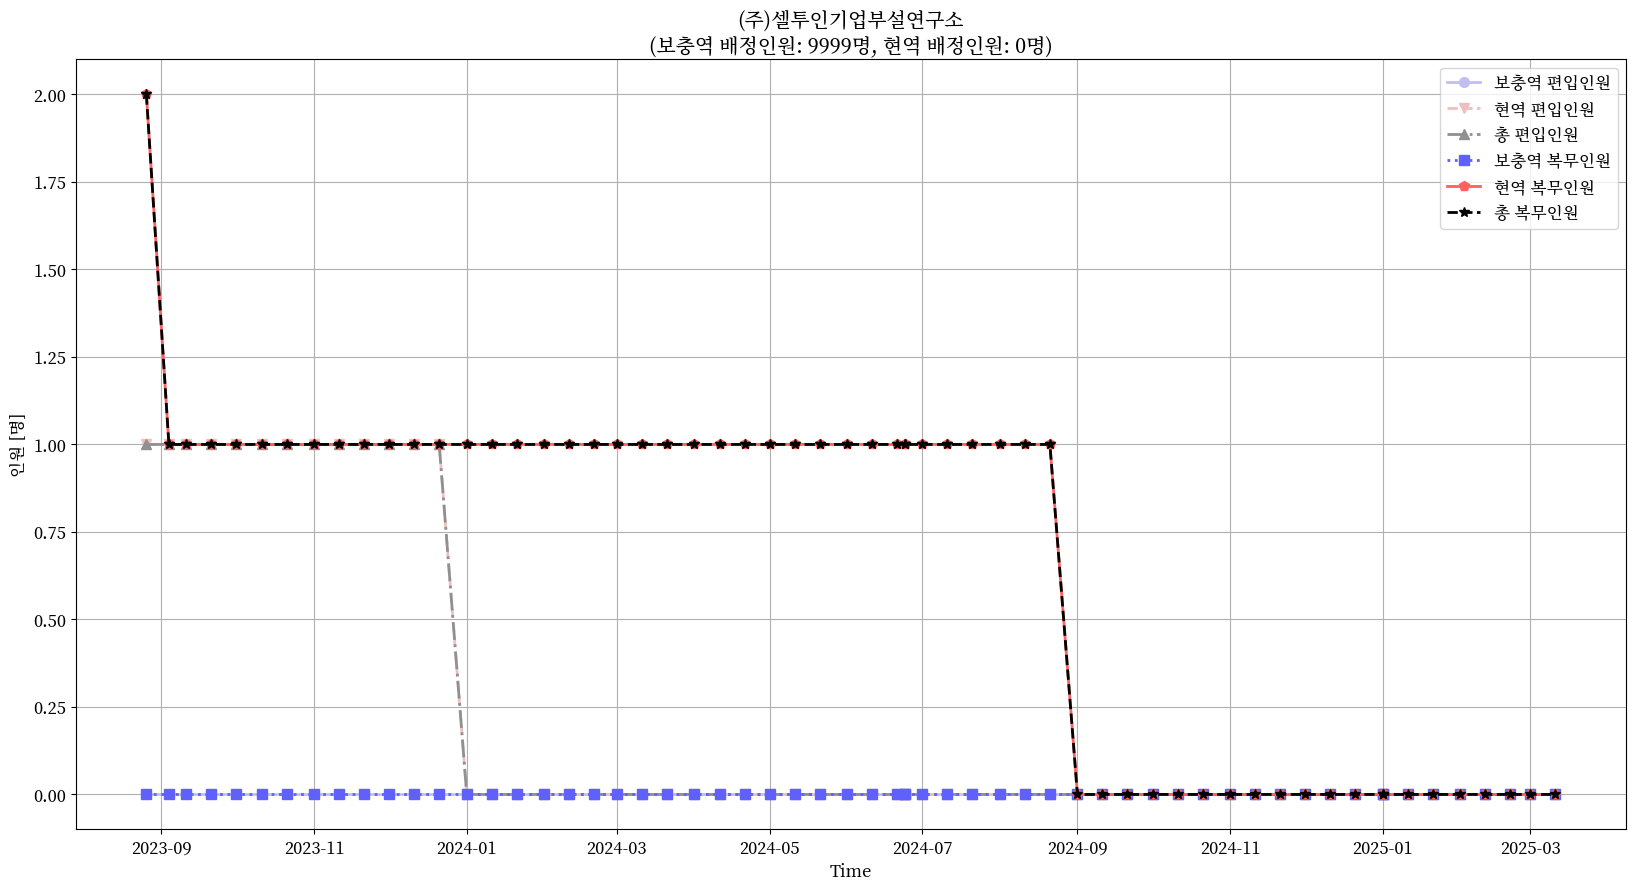 (주)셀투인기업부설연구소
(보충역 배정인원: 9999명, 현역 배정인원: 0명)
보충역 편입인원
현역 편입인원
총 편입인원
보충역 복무인원
현역 복무인원
총 복무인원
인원 [명]
2.00
1.75
1.50
1.25
1.00
0.75
0.50
0.25
0.00
2023-09
2023-11
2024-01
2024-03
2024-05
2024-07
2024-09
2024-11
2025-01
2025-03
Time